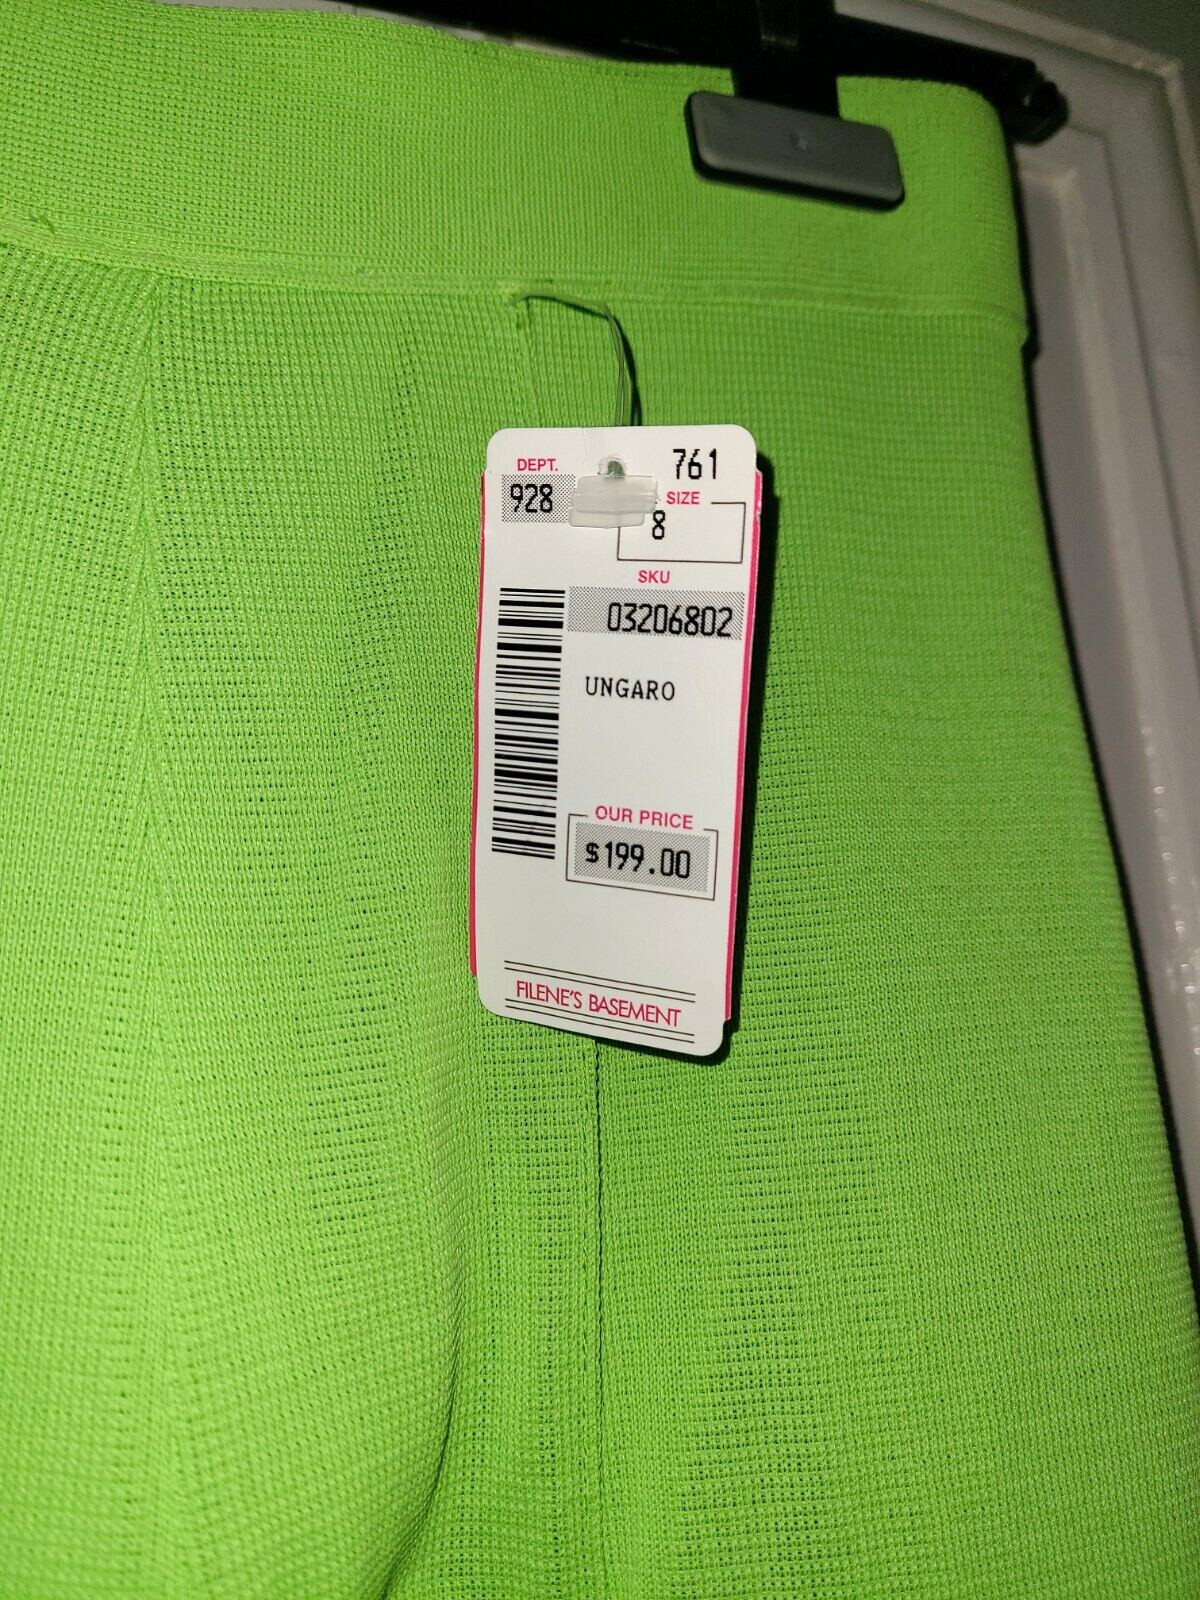 DEPT. 761
928 SIZE
8
SKU
03206802
UNGARO
OUR PRICE
$199.00
FILENE'S BASEMENT